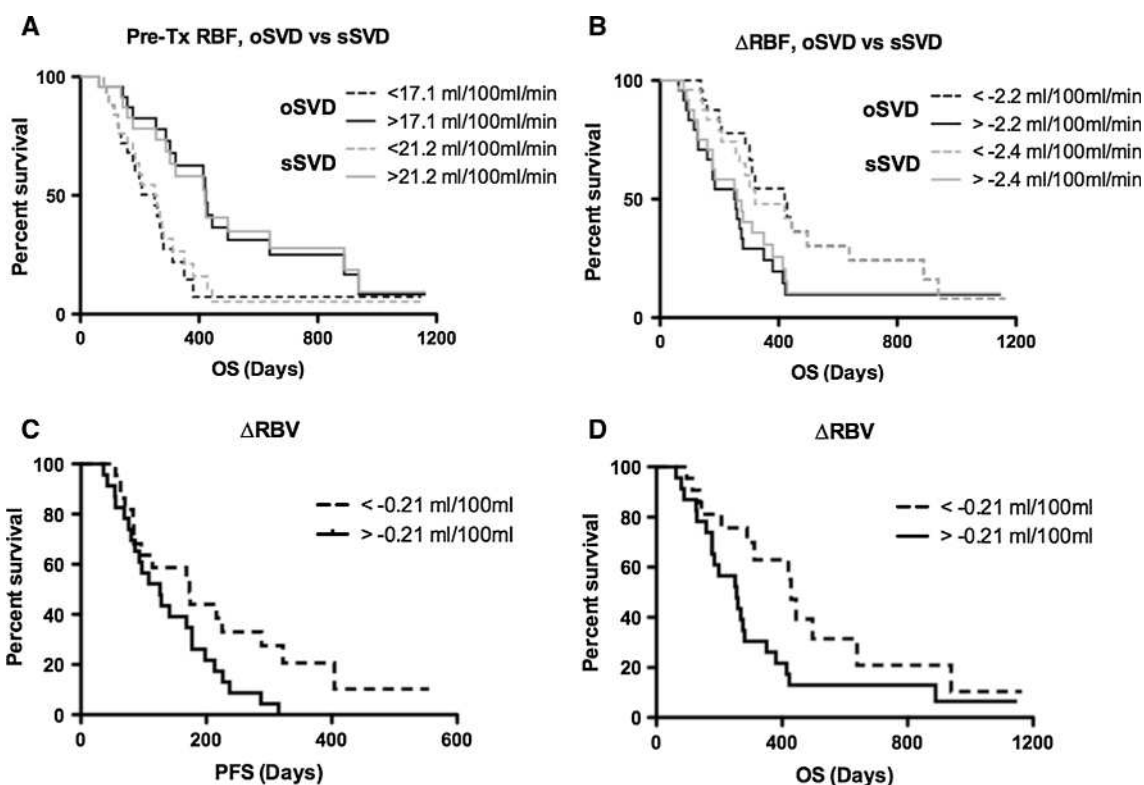 A
Pre-Tx RBF, oSVD vs sSVD
Percent survival
100
50
0
oSVD
<17.1 ml/100ml/min
>17.1 ml/100ml/min
sSVD
<21.2 ml/100ml/min
>21.2 ml/100ml/min
0 400 800 1200
OS (Days)
B
ΔRBF, oSVD vs sSVD
Percent survival
100
50
0
oSVD
< -2.2 ml/100ml/min
> -2.2 ml/100ml/min
sSVD
< -2.4 ml/100ml/min
> -2.4 ml/100ml/min
0 400 800 1200
OS (Days)
C
ΔRBV
Percent survival
100
80
60
40
20
0
< -0.21 ml/100ml
> -0.21 ml/100ml
0 200 400 600
PFS (Days)
D
ΔRBV
Percent survival
100
80
60
40
20
0
< -0.21 ml/100ml
> -0.21 ml/100ml
0 400 800 1200
OS (Days)